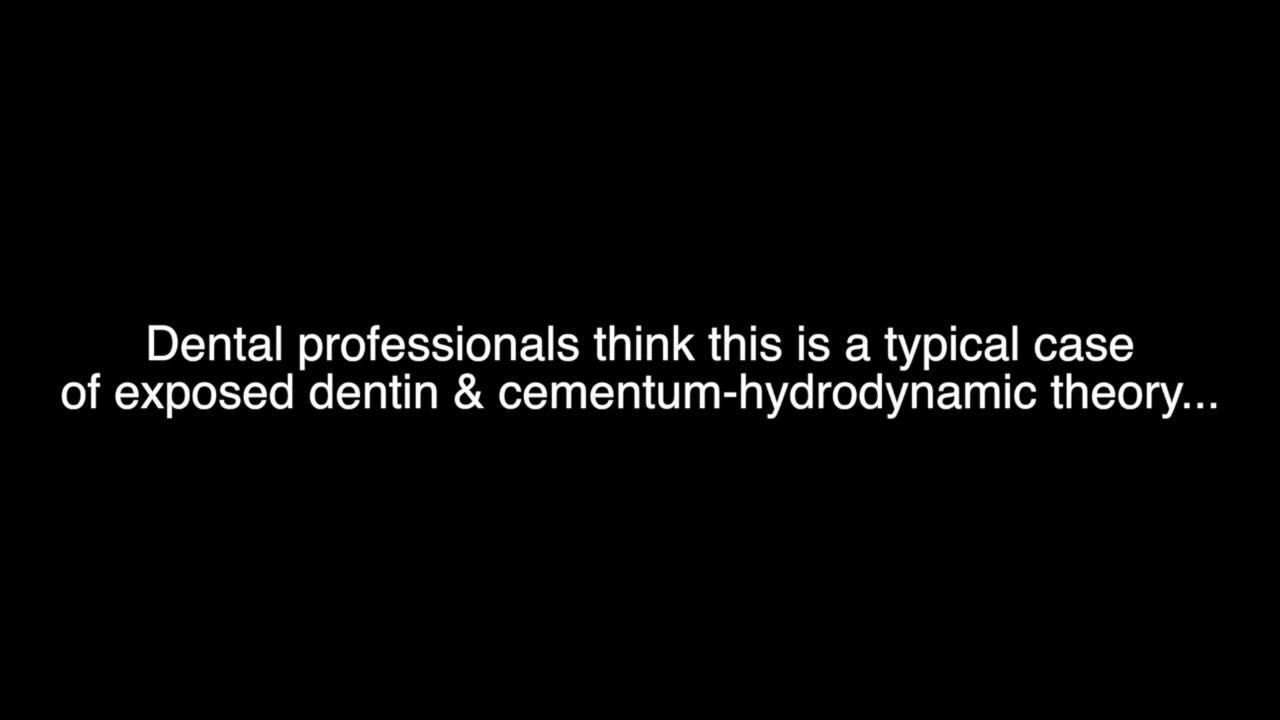 Dental professionals think this is a typical case
of exposed dentin & cementum-hydrodynamic theory...